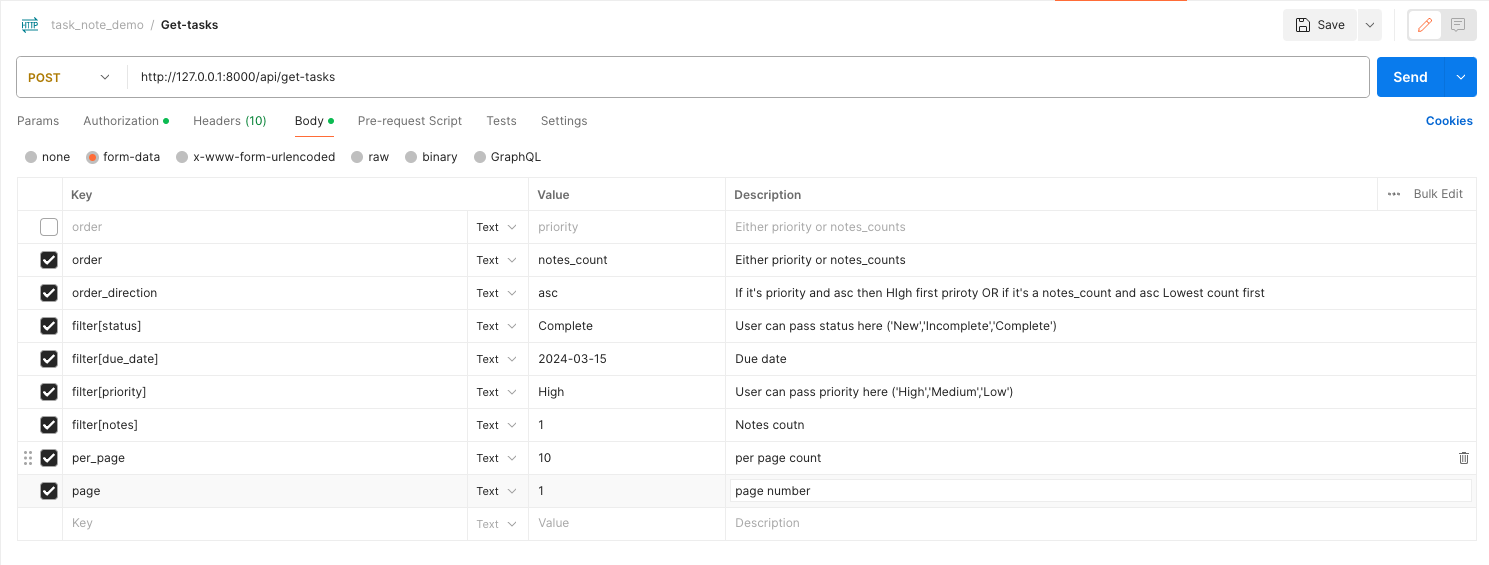 HTTP task_note_demo / Get-tasks Save
POST http://127.0.0.1:8000/api/get-tasks Send
Params Authorization Headers (10) Body Pre-request Script Tests Settings Cookies
none form-data x-www-form-urlencoded raw binary GraphQL
Key Value Description ••• Bulk Edit
order Text priority Either priority or notes_counts
order Text notes_count Either priority or notes_counts
order_direction Text asc If it's priority and asc then HIgh first priroty OR if it's a notes_count and asc Lowest count first
filter[status] Text Complete User can pass status here ('New','Incomplete','Complete')
filter[due_date] Text 2024-03-15 Due date
filter[priority] Text High User can pass priority here ('High','Medium','Low')
filter[notes] Text 1 Notes coutn
per_page Text 10 per page count
page Text 1 page number
Key Text Value Description